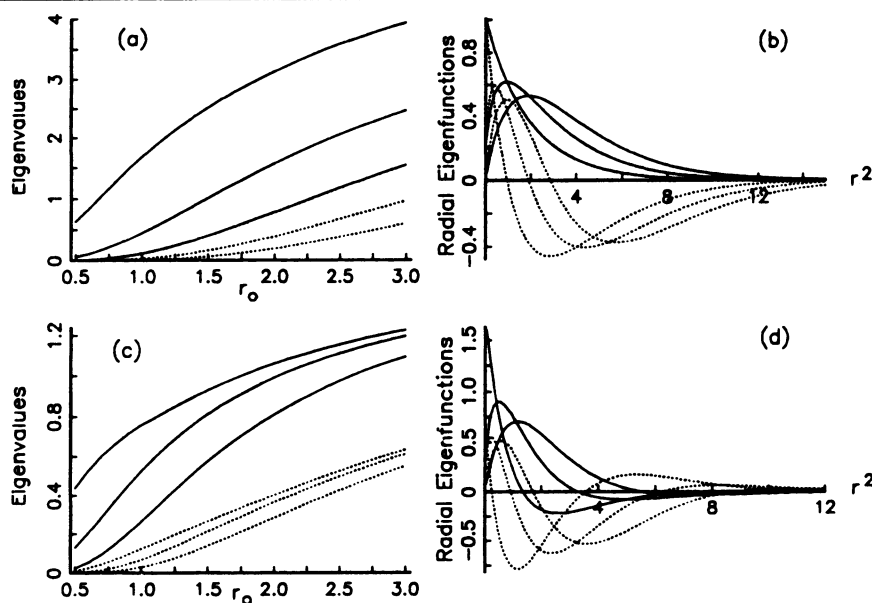 (a)
Eigenvalues
4
3
2
1
0
0.5 1.0 1.5 2.0 2.5 3.0
r₀
(b)
Radial Eigenfunctions
0.8
0.4
0
-0.4
4 8 12 r²
(c)
Eigenvalues
1.2
0.8
0.4
0
0.5 1.0 1.5 2.0 2.5 3.0
r₀
(d)
Radial Eigenfunctions
1.5
1.0
0.5
0
-0.5
4 8 12 r²